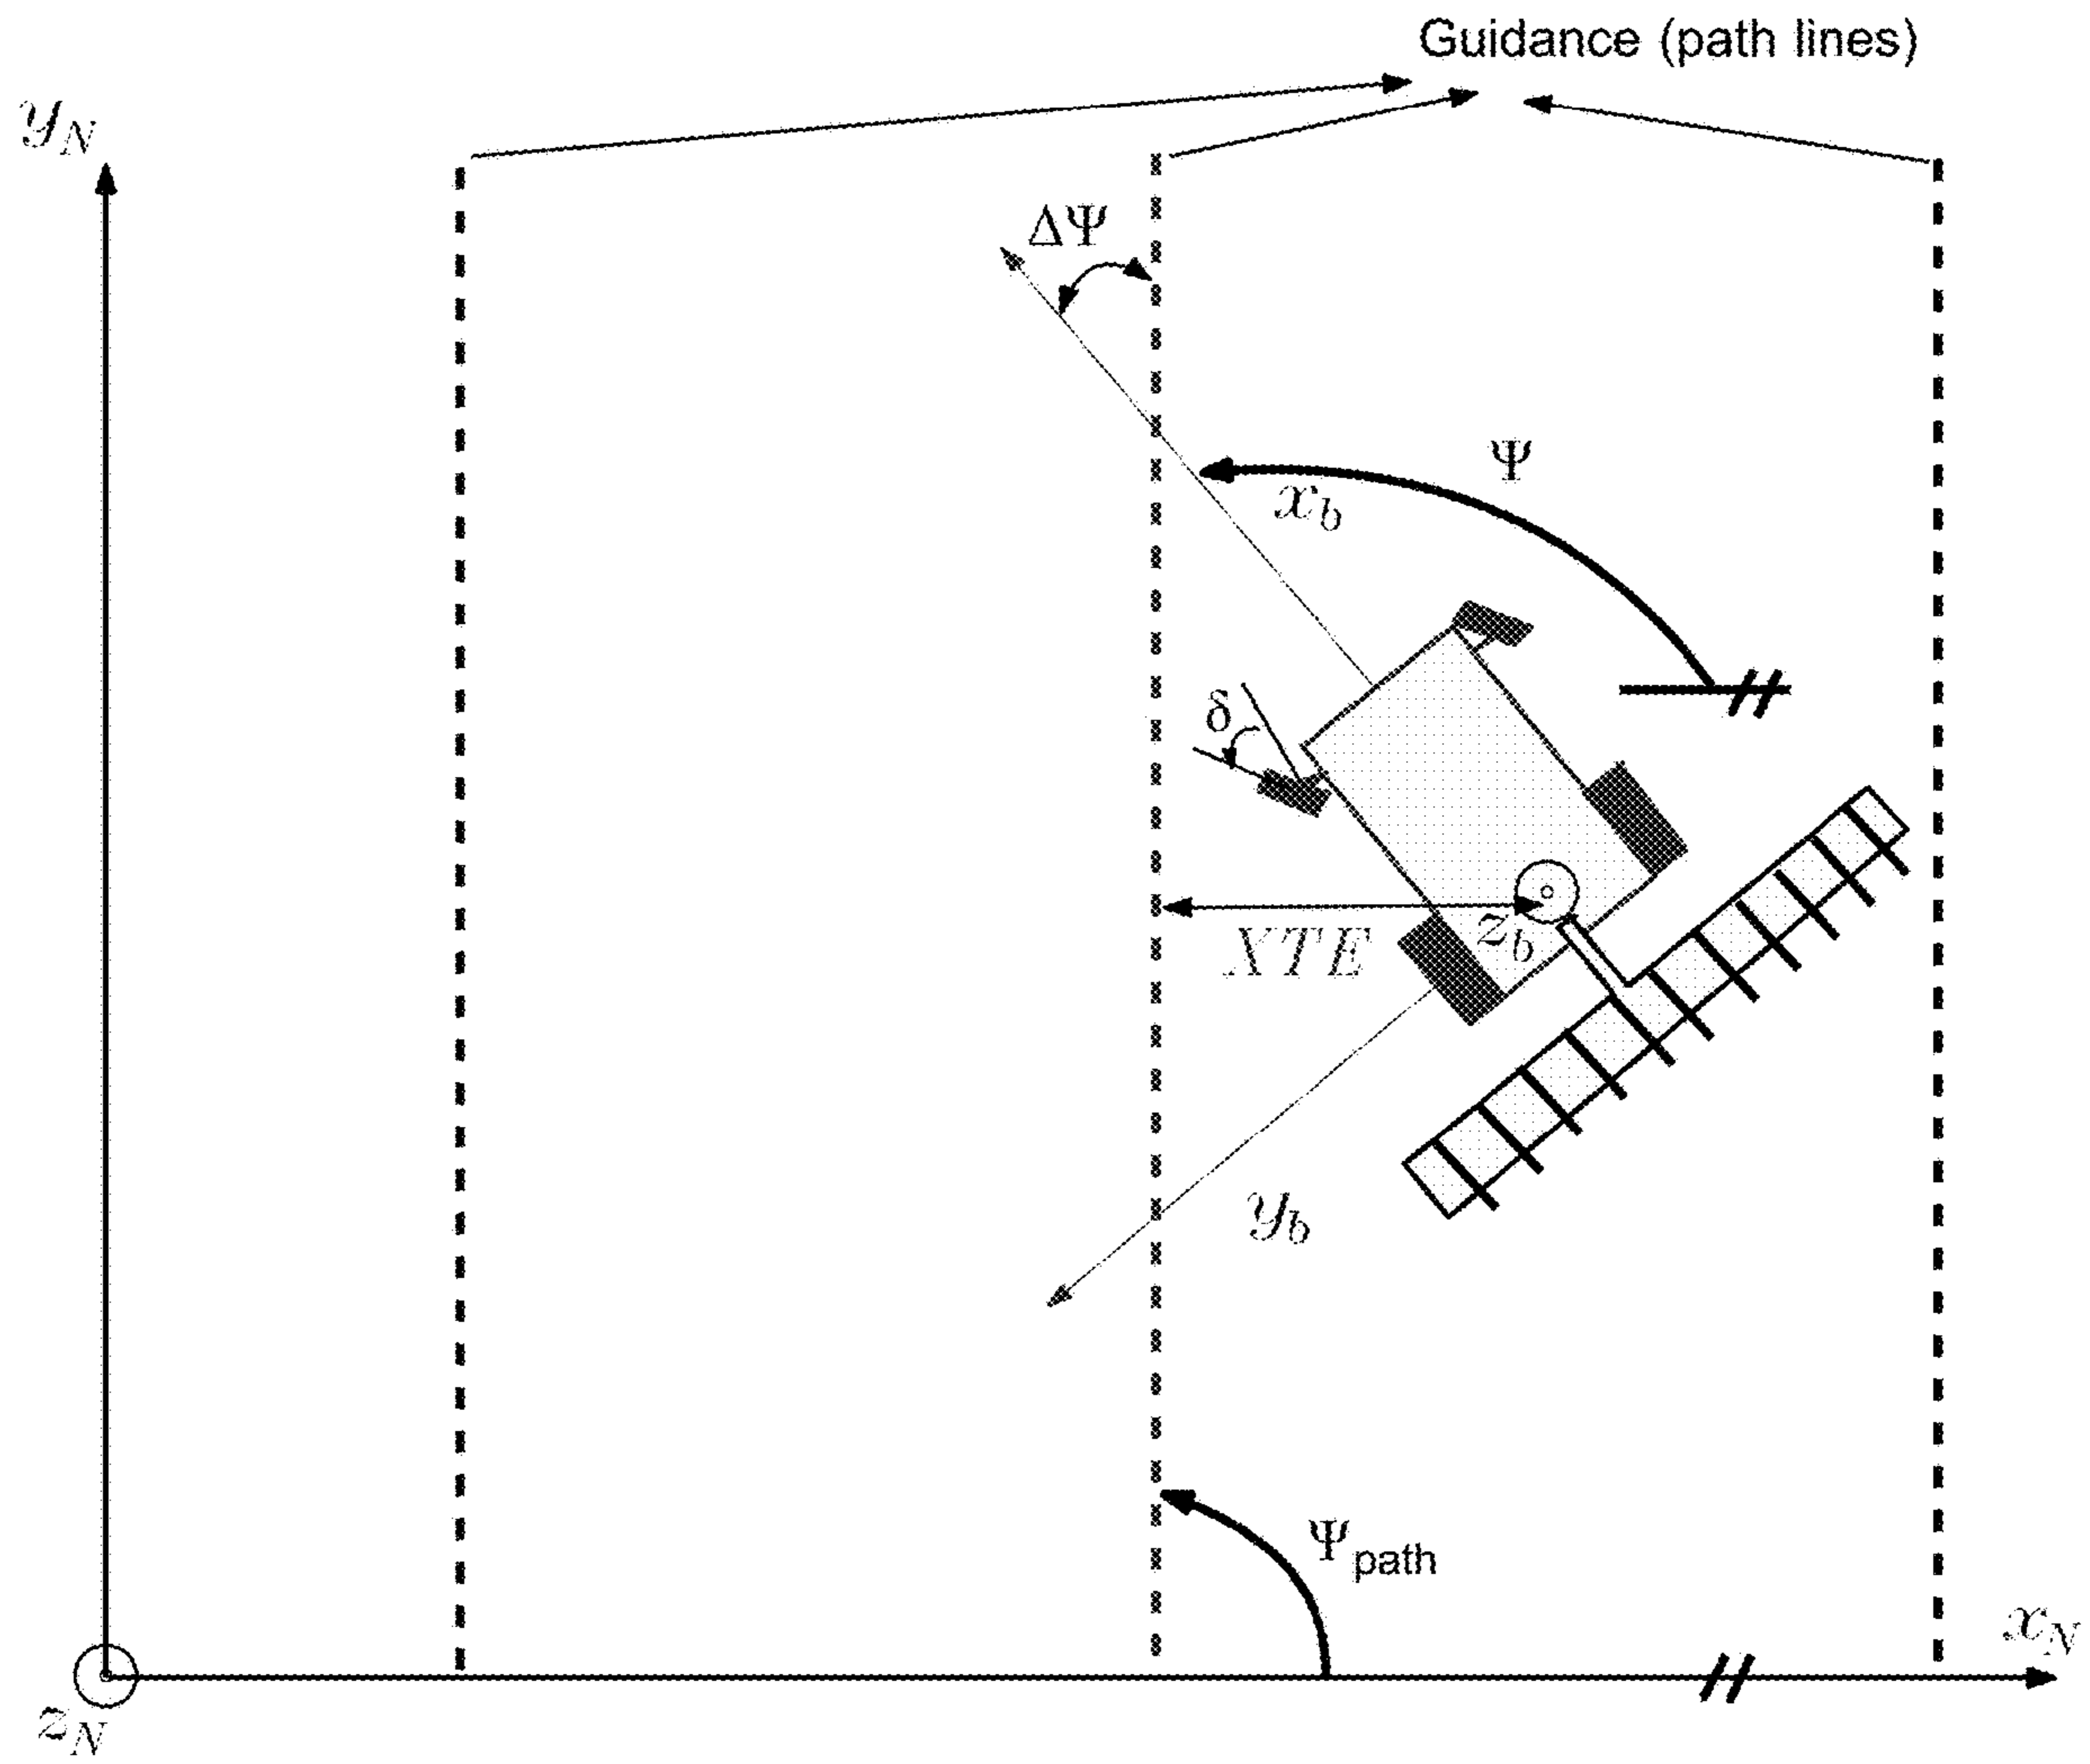 Guidance (path lines)
y_N
ΔΨ
Ψ
x_b
δ
z_b
XTE
y_b
Ψ_path
x_N
z_N